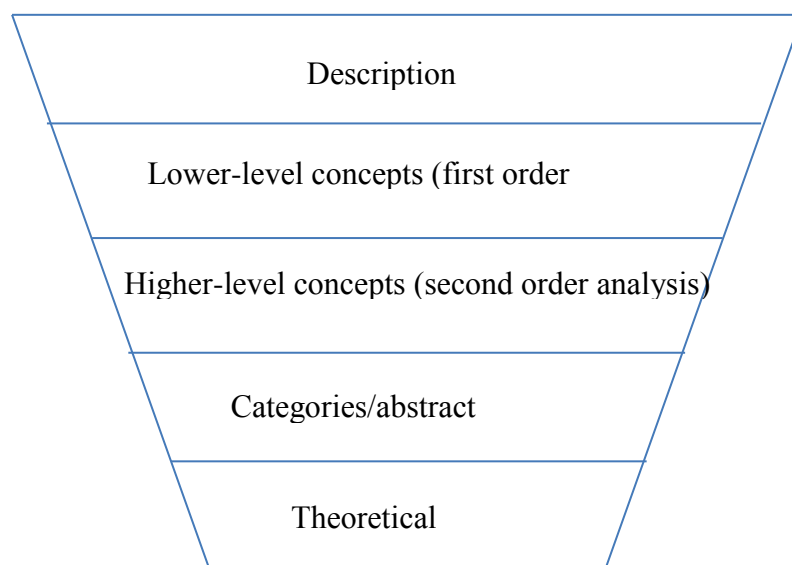 Description
Lower-level concepts (first order
Higher-level concepts (second order analysis)
Categories/abstract
Theoretical